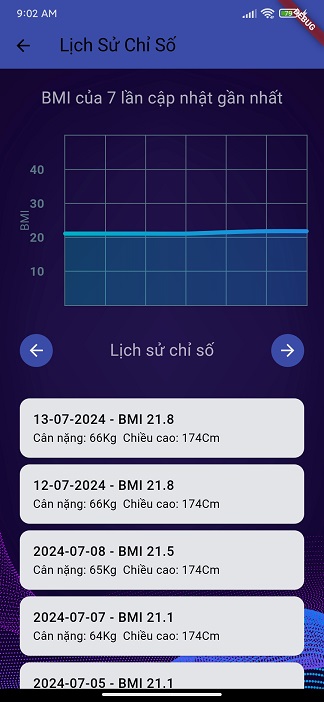 9:02 AM
79
DEBUG
Lịch Sử Chỉ Số
BMI của 7 lần cập nhật gần nhất
40
30
BMI
20
10
Lịch sử chỉ số
13-07-2024 - BMI 21.8
Cân nặng: 66Kg Chiều cao: 174Cm
12-07-2024 - BMI 21.8
Cân nặng: 66Kg Chiều cao: 174Cm
2024-07-08 - BMI 21.5
Cân nặng: 65Kg Chiều cao: 174Cm
2024-07-07 - BMI 21.1
Cân nặng: 64Kg Chiều cao: 174Cm
2024-07-05 - BMI 21.1